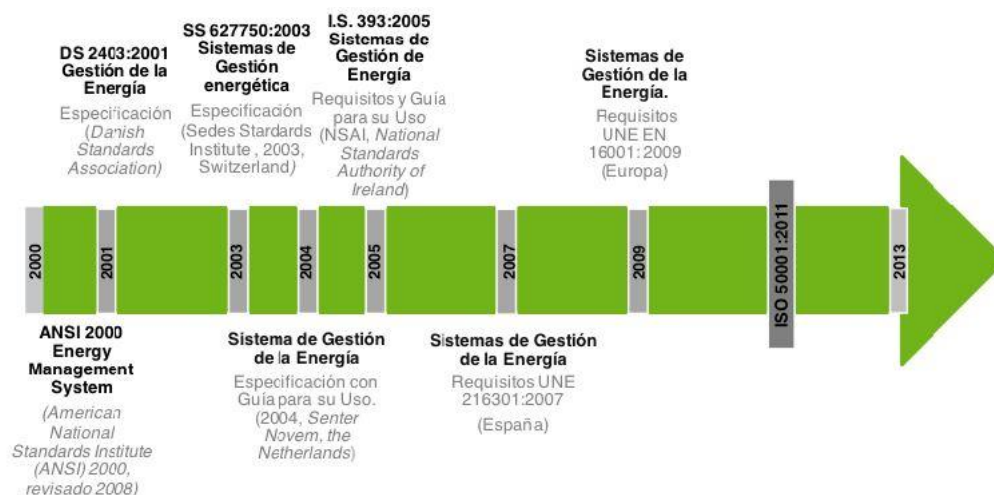 DS 2403:2001
Gestión de la
Energía
Especificación
(Danish
Standards
Association)
SS 627750:2003
Sistemas de
Gestión
energética
Especificación
(Sedes Stardards
Institute , 2003,
Switzerland)
I.S. 393:2005
Sistemas de
Gestión de
Energía
Requisitos y Guía
para su Uso
(NSAI, National
Standards
Authority of
Ireland)
Sistemas de
Gestión de la
Energía.
Requisitos
UNE EN
16001: 2009
(Europa)
2000
2001
2003
2004
2005
2007
2009
ISO 50001:2011
2013
ANSI 2000
Energy
Management
System
(American
National
Standards Institute
(ANSI) 2000,
revisado 2008)
Sistema de Gestión
de la Energía
Especificación con
Guía para su Uso.
(2004, Senter
Novem, the
Netherlands)
Sistemas de Gestión
de la Energía
Requisitos UNE
216301:2007
(España)